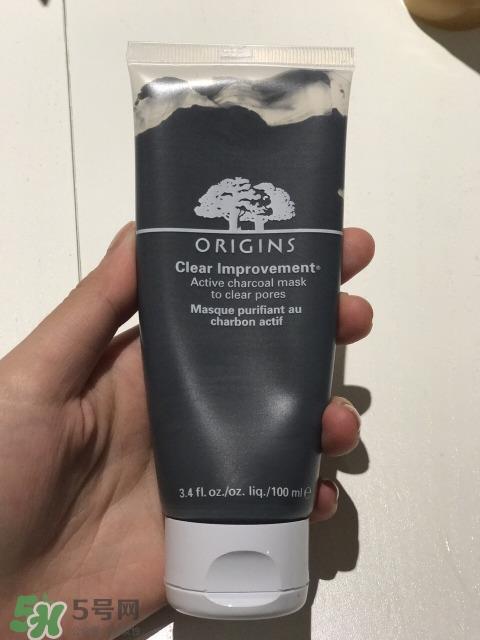 ORIGINS
Clear Improvement®
Active charcoal mask
to clear pores
Masque purifiant au
charbon actif
3.4 fl. oz./oz. liq./100 ml ℮
5H 5号网